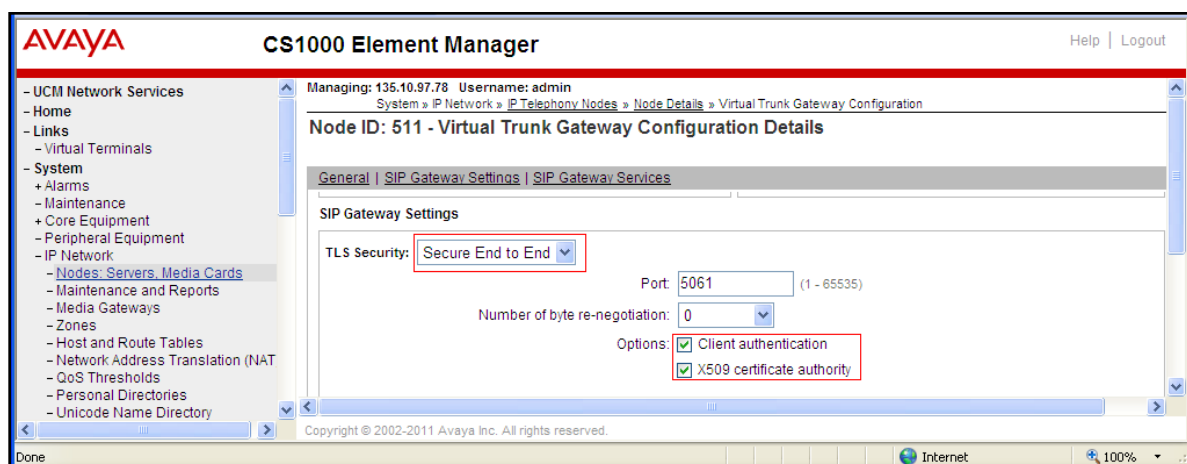 AVAYA
CS1000 Element Manager
Help | Logout
- UCM Network Services
- Home
- Links
- Virtual Terminals
- System
+ Alarms
- Maintenance
+ Core Equipment
- Peripheral Equipment
- IP Network
- Nodes: Servers, Media Cards
- Maintenance and Reports
- Media Gateways
- Zones
- Host and Route Tables
- Network Address Translation (NAT
- QoS Thresholds
- Personal Directories
- Unicode Name Directory
Managing: 135.10.97.78 Username: admin
System » IP Network » IP Telephony Nodes » Node Details » Virtual Trunk Gateway Configuration
Node ID: 511 - Virtual Trunk Gateway Configuration Details
General | SIP Gateway Settings | SIP Gateway Services
SIP Gateway Settings
TLS Security: Secure End to End
Port: 5061 (1 - 65535)
Number of byte re-negotiation: 0
Options: Client authentication
X509 certificate authority
Copyright © 2002-2011 Avaya Inc. All rights reserved.
Done
Internet
100%